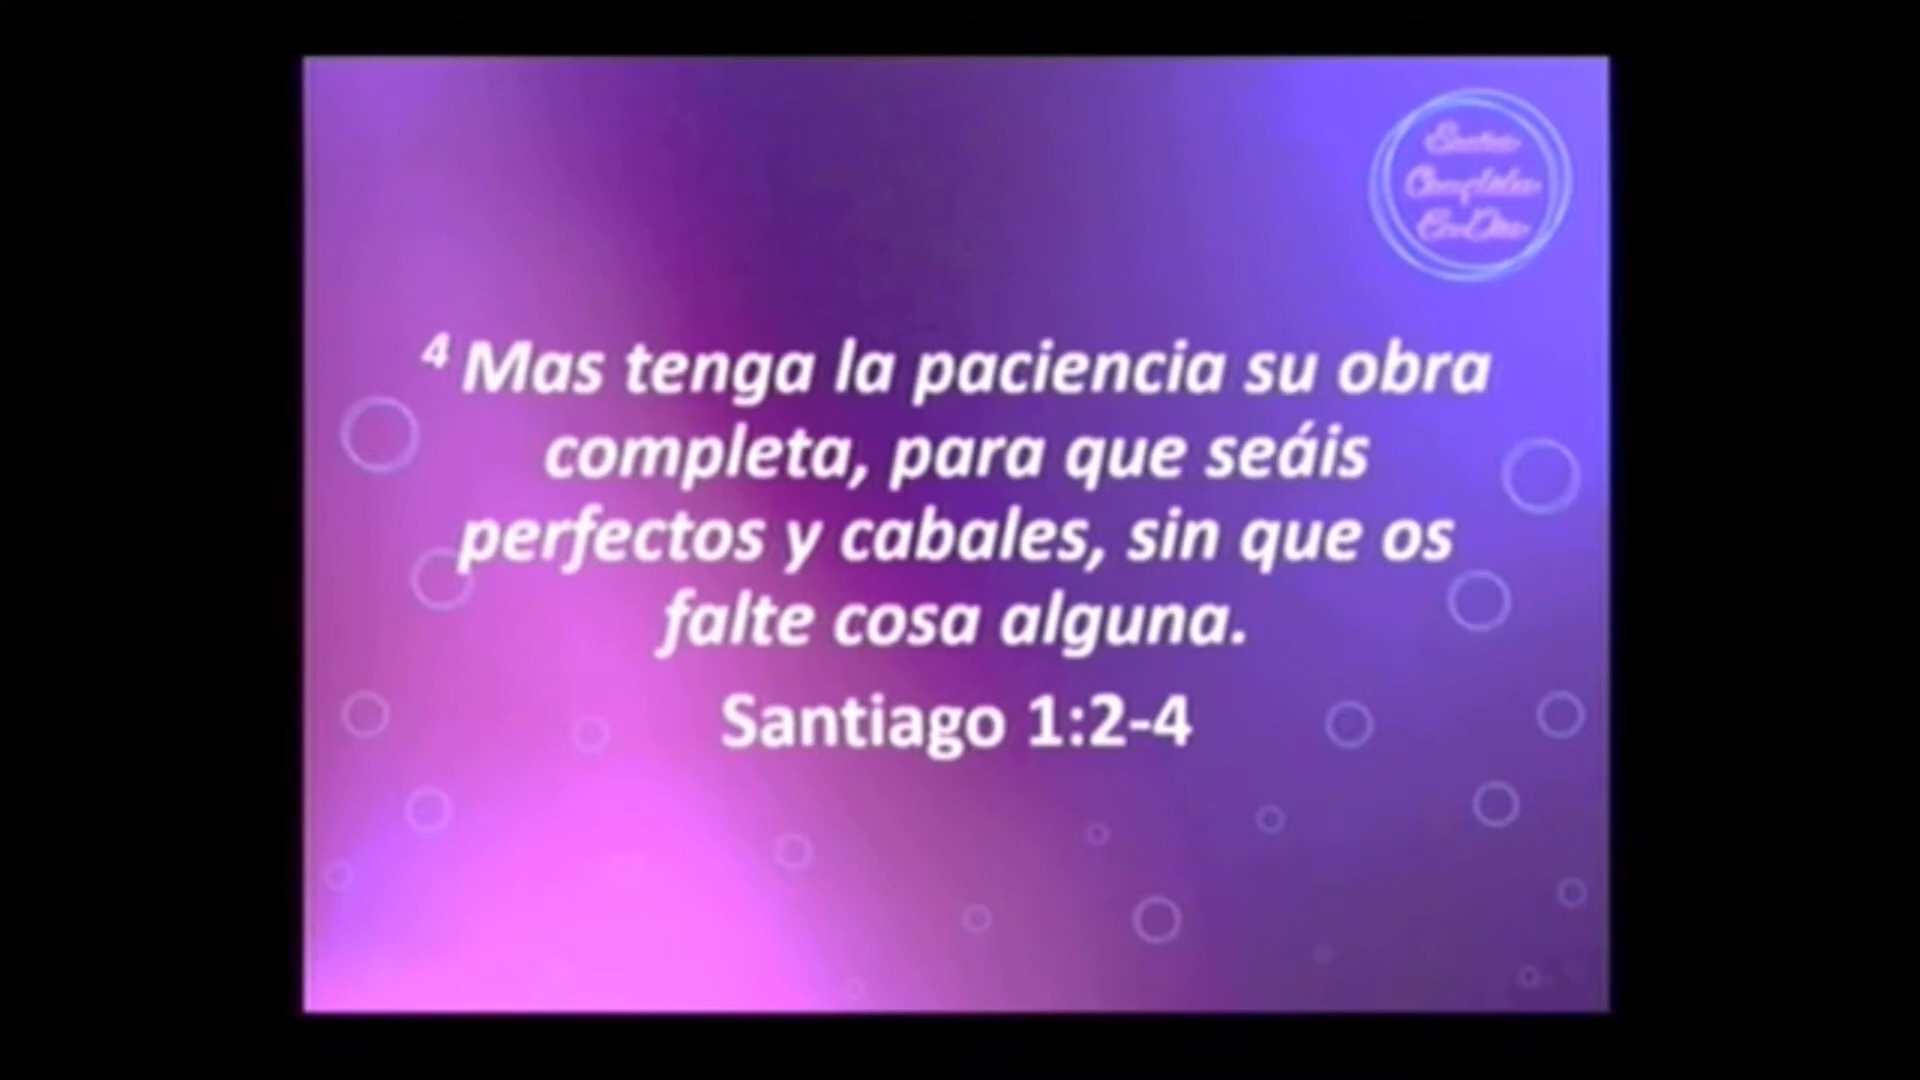 ⁴ Mas tenga la paciencia su obra
completa, para que seáis
perfectos y cabales, sin que os
falte cosa alguna.
Santiago 1:2-4